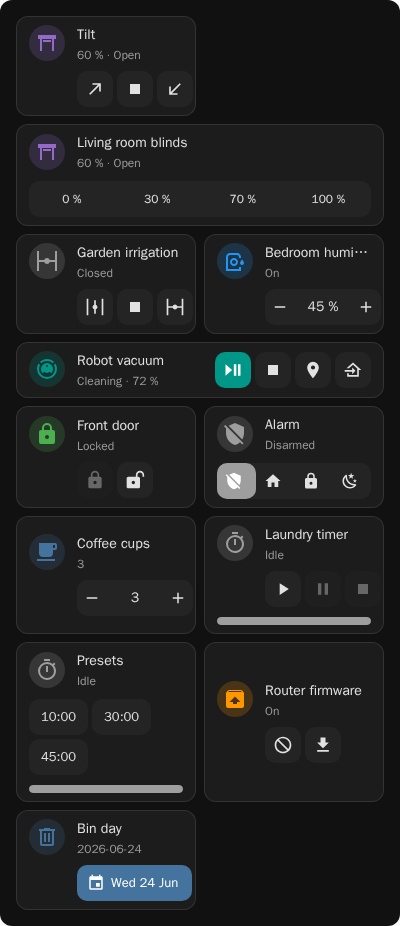 Tilt
60 % · Open
Living room blinds
60 % · Open
0 % 30 % 70 % 100 %
Garden irrigation
Closed
Bedroom humi···
On
45 %
Robot vacuum
Cleaning · 72 %
Front door
Locked
Alarm
Disarmed
Coffee cups
3
3
Laundry timer
Idle
Presets
Idle
10:00 30:00
45:00
Router firmware
On
Bin day
2026-06-24
Wed 24 Jun